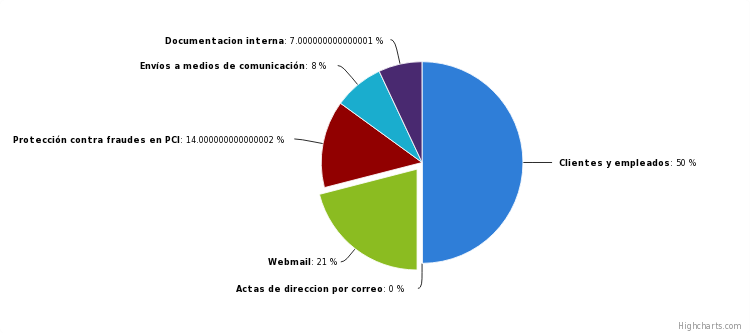 Documentacion interna: 7.000000000000001 %
Envíos a medios de comunicación: 8 %
Protección contra fraudes en PCI: 14.000000000000002 %
Clientes y empleados: 50 %
Webmail: 21 %
Actas de direccion por correo: 0 %
Highcharts.com